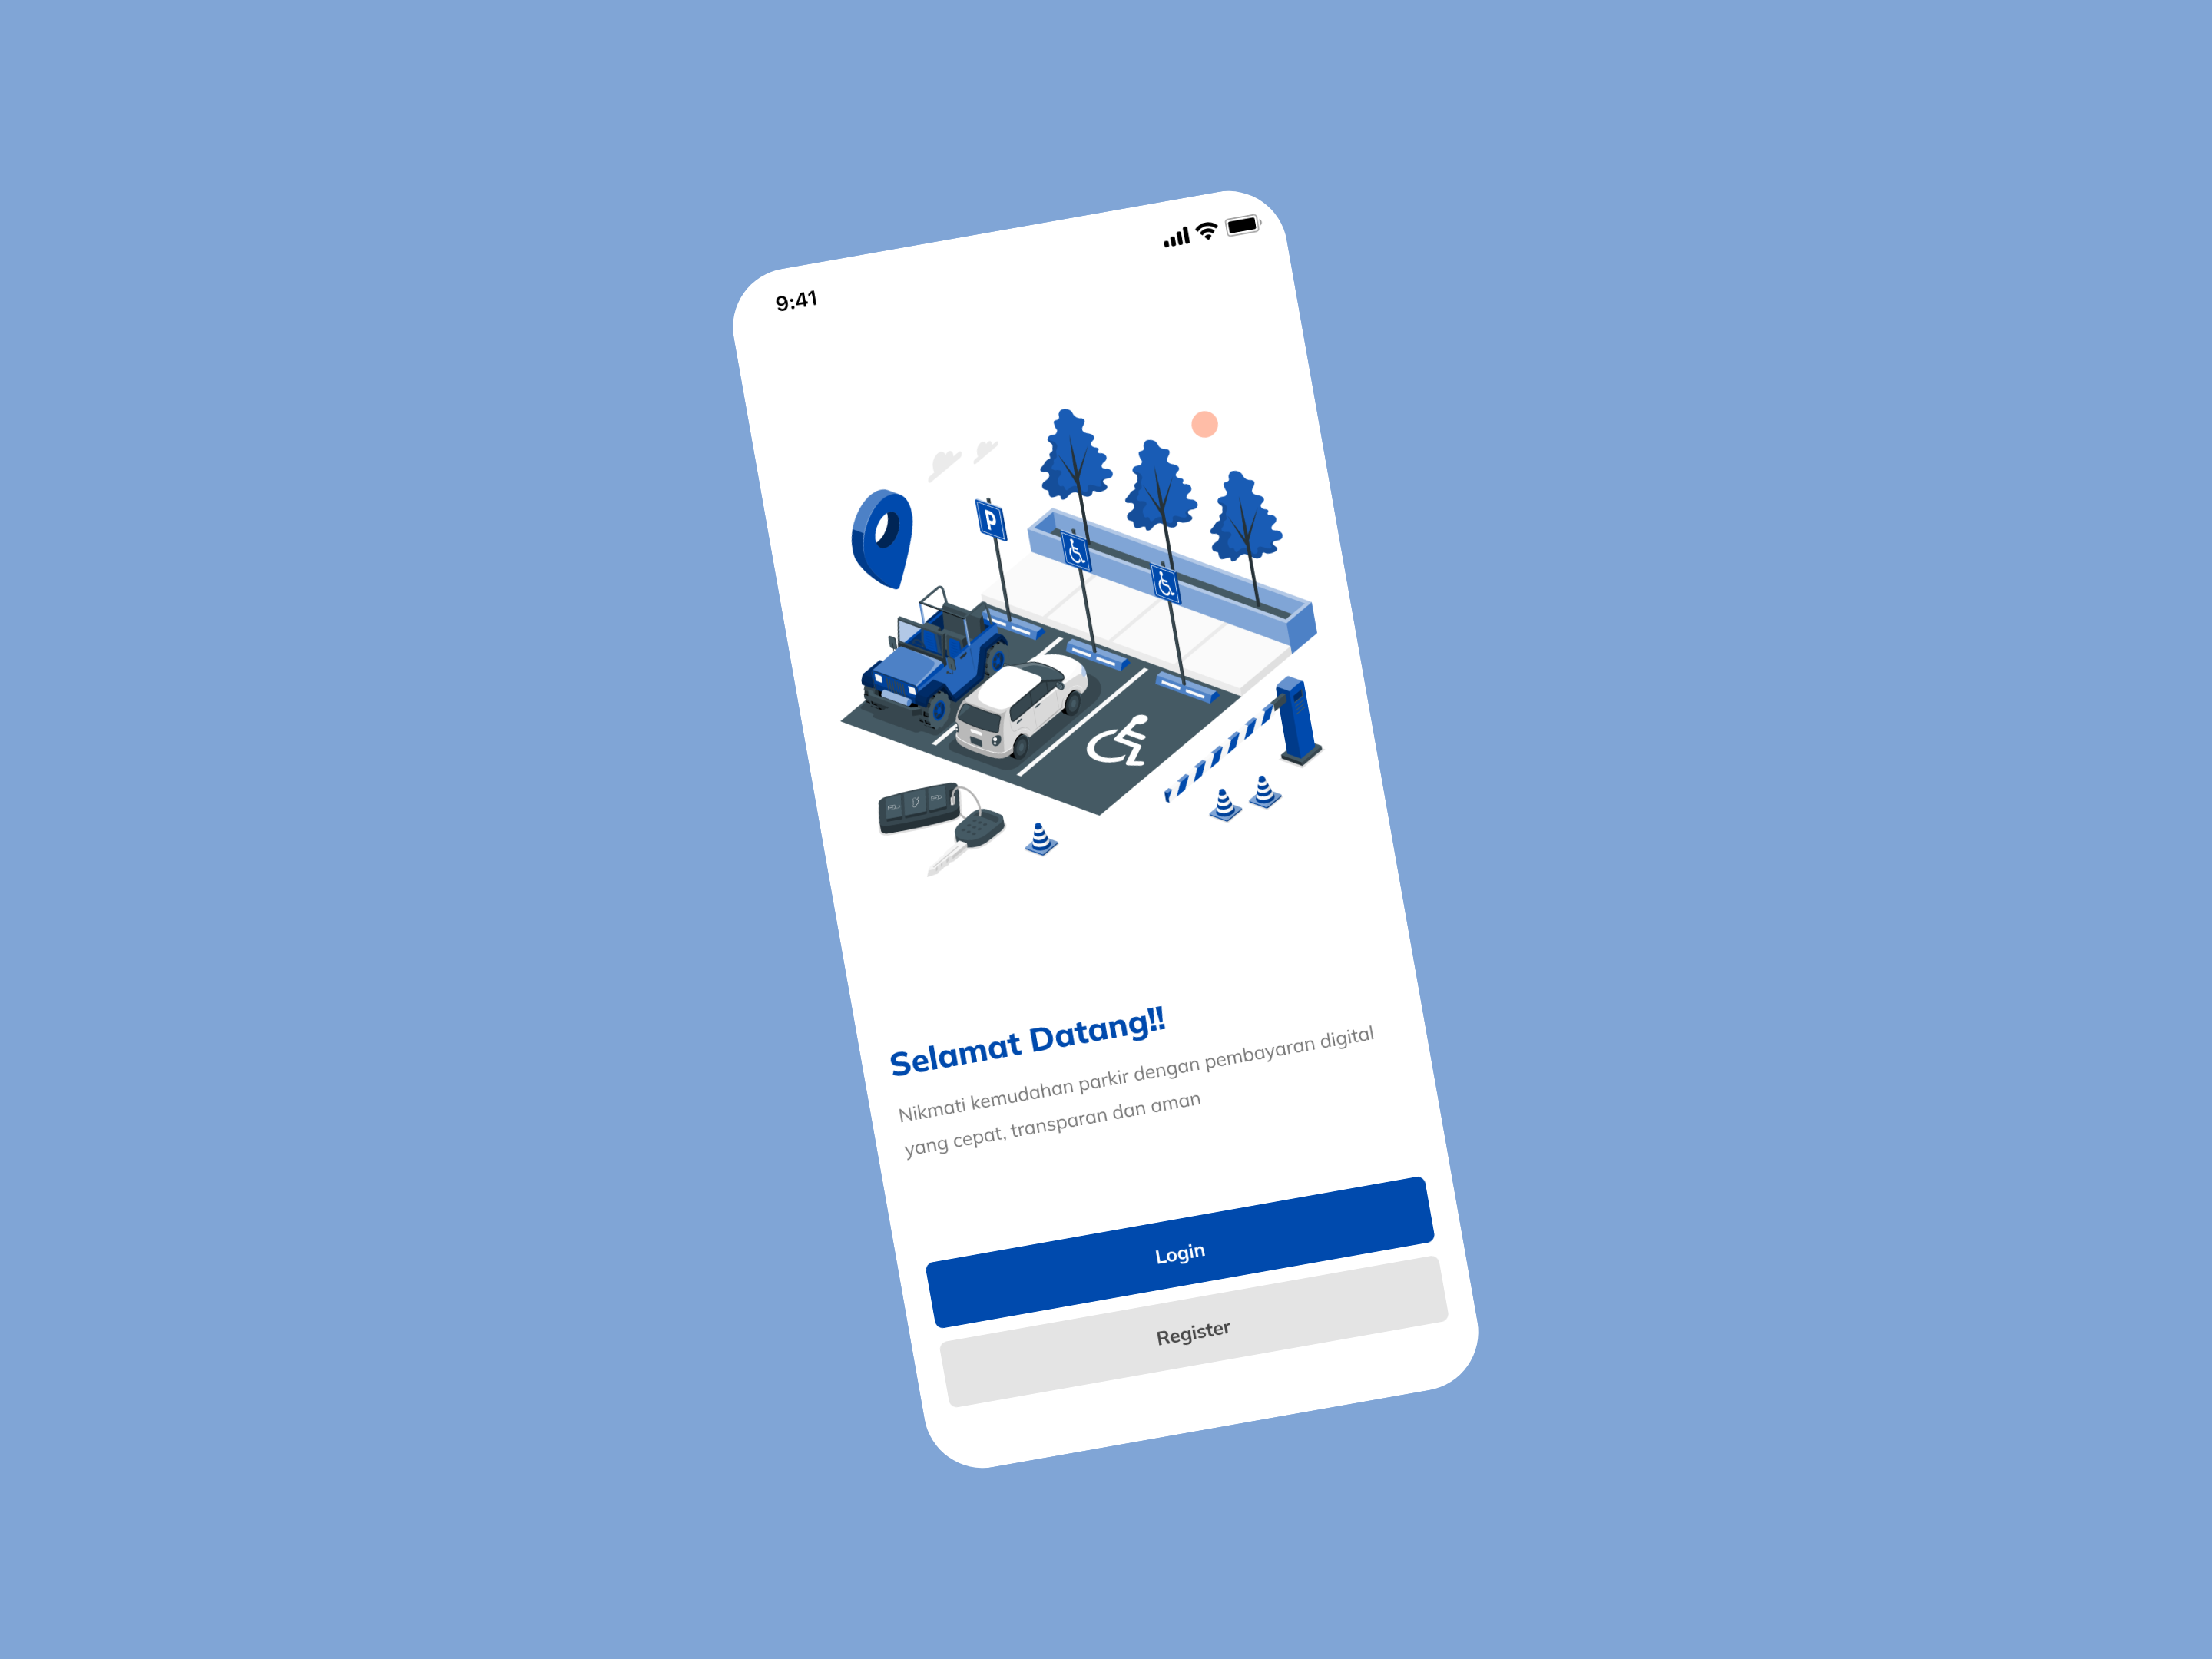 9:41
P
Selamat Datang!!
Nikmati kemudahan parkir dengan pembayaran digital
yang cepat, transparan dan aman
Login
Register